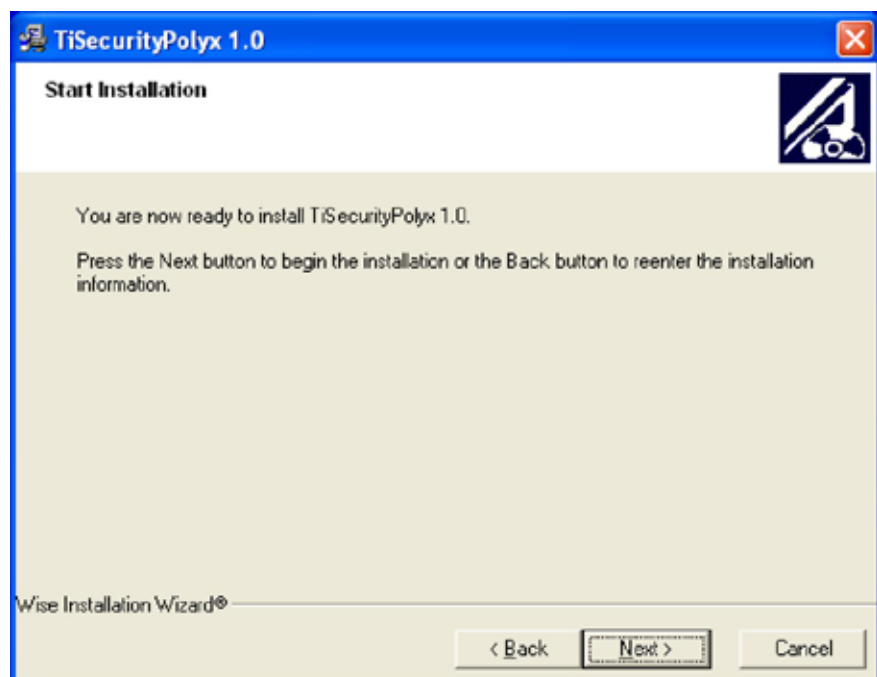 TiSecurityPolyx 1.0
Start Installation
You are now ready to install TiSecurityPolyx 1.0.
Press the Next button to begin the installation or the Back button to reenter the installation
information.
Wise Installation Wizard®
< Back
Next >
Cancel